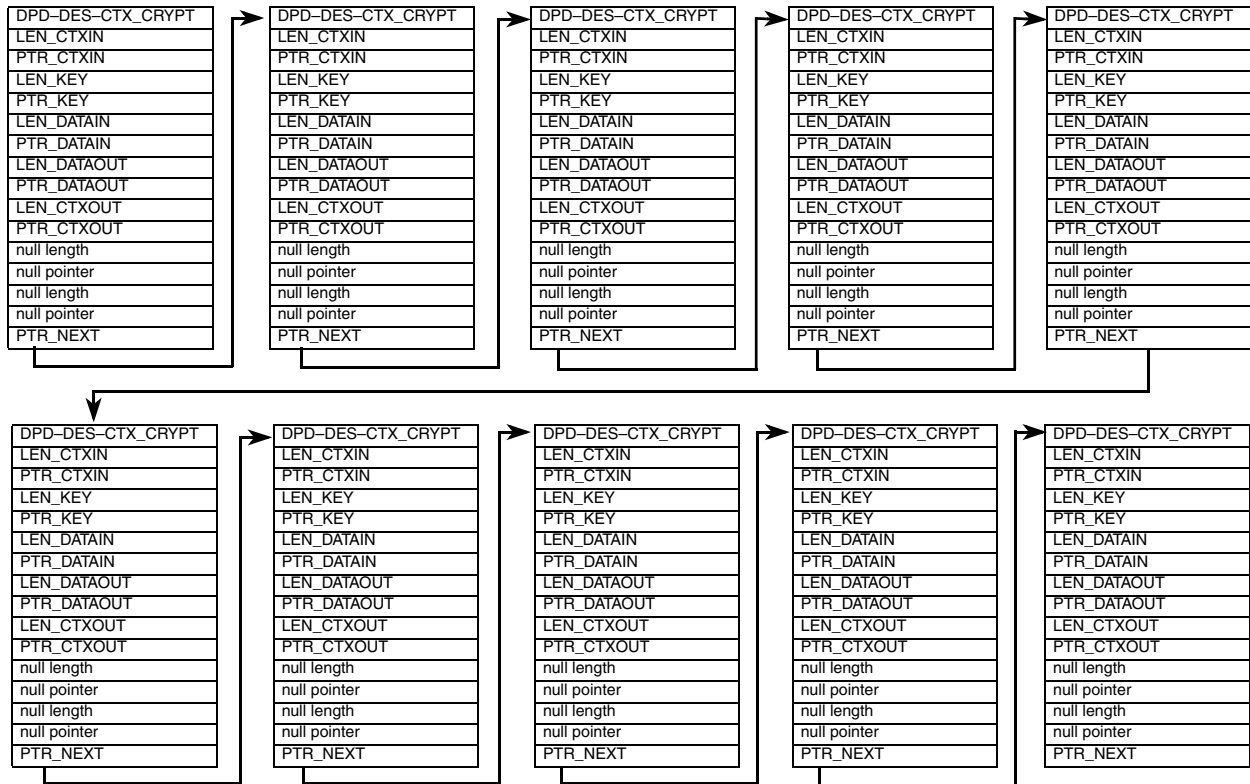 DPD–DES–CTX_CRYPT
LEN_CTXIN
PTR_CTXIN
LEN_KEY
PTR_KEY
LEN_DATAIN
PTR_DATAIN
LEN_DATAOUT
PTR_DATAOUT
LEN_CTXOUT
PTR_CTXOUT
null length
null pointer
null length
null pointer
PTR_NEXT
DPD–DES–CTX_CRYPT
LEN_CTXIN
PTR_CTXIN
LEN_KEY
PTR_KEY
LEN_DATAIN
PTR_DATAIN
LEN_DATAOUT
PTR_DATAOUT
LEN_CTXOUT
PTR_CTXOUT
null length
null pointer
null length
null pointer
PTR_NEXT
DPD–DES–CTX_CRYPT
LEN_CTXIN
PTR_CTXIN
LEN_KEY
PTR_KEY
LEN_DATAIN
PTR_DATAIN
LEN_DATAOUT
PTR_DATAOUT
LEN_CTXOUT
PTR_CTXOUT
null length
null pointer
null length
null pointer
PTR_NEXT
DPD–DES–CTX_CRYPT
LEN_CTXIN
PTR_CTXIN
LEN_KEY
PTR_KEY
LEN_DATAIN
PTR_DATAIN
LEN_DATAOUT
PTR_DATAOUT
LEN_CTXOUT
PTR_CTXOUT
null length
null pointer
null length
null pointer
PTR_NEXT
DPD–DES–CTX_CRYPT
LEN_CTXIN
PTR_CTXIN
LEN_KEY
PTR_KEY
LEN_DATAIN
PTR_DATAIN
LEN_DATAOUT
PTR_DATAOUT
LEN_CTXOUT
PTR_CTXOUT
null length
null pointer
null length
null pointer
PTR_NEXT
DPD–DES–CTX_CRYPT
LEN_CTXIN
PTR_CTXIN
LEN_KEY
PTR_KEY
LEN_DATAIN
PTR_DATAIN
LEN_DATAOUT
PTR_DATAOUT
LEN_CTXOUT
PTR_CTXOUT
null length
null pointer
null length
null pointer
PTR_NEXT
DPD–DES–CTX_CRYPT
LEN_CTXIN
PTR_CTXIN
LEN_KEY
PTR_KEY
LEN_DATAIN
PTR_DATAIN
LEN_DATAOUT
PTR_DATAOUT
LEN_CTXOUT
PTR_CTXOUT
null length
null pointer
null length
null pointer
PTR_NEXT
DPD–DES–CTX_CRYPT
LEN_CTXIN
PTR_CTXIN
LEN_KEY
PTR_KEY
LEN_DATAIN
PTR_DATAIN
LEN_DATAOUT
PTR_DATAOUT
LEN_CTXOUT
PTR_CTXOUT
null length
null pointer
null length
null pointer
PTR_NEXT
DPD–DES–CTX_CRYPT
LEN_CTXIN
PTR_CTXIN
LEN_KEY
PTR_KEY
LEN_DATAIN
PTR_DATAIN
LEN_DATAOUT
PTR_DATAOUT
LEN_CTXOUT
PTR_CTXOUT
null length
null pointer
null length
null pointer
PTR_NEXT
DPD–DES–CTX_CRYPT
LEN_CTXIN
PTR_CTXIN
LEN_KEY
PTR_KEY
LEN_DATAIN
PTR_DATAIN
LEN_DATAOUT
PTR_DATAOUT
LEN_CTXOUT
PTR_CTXOUT
null length
null pointer
null length
null pointer
PTR_NEXT